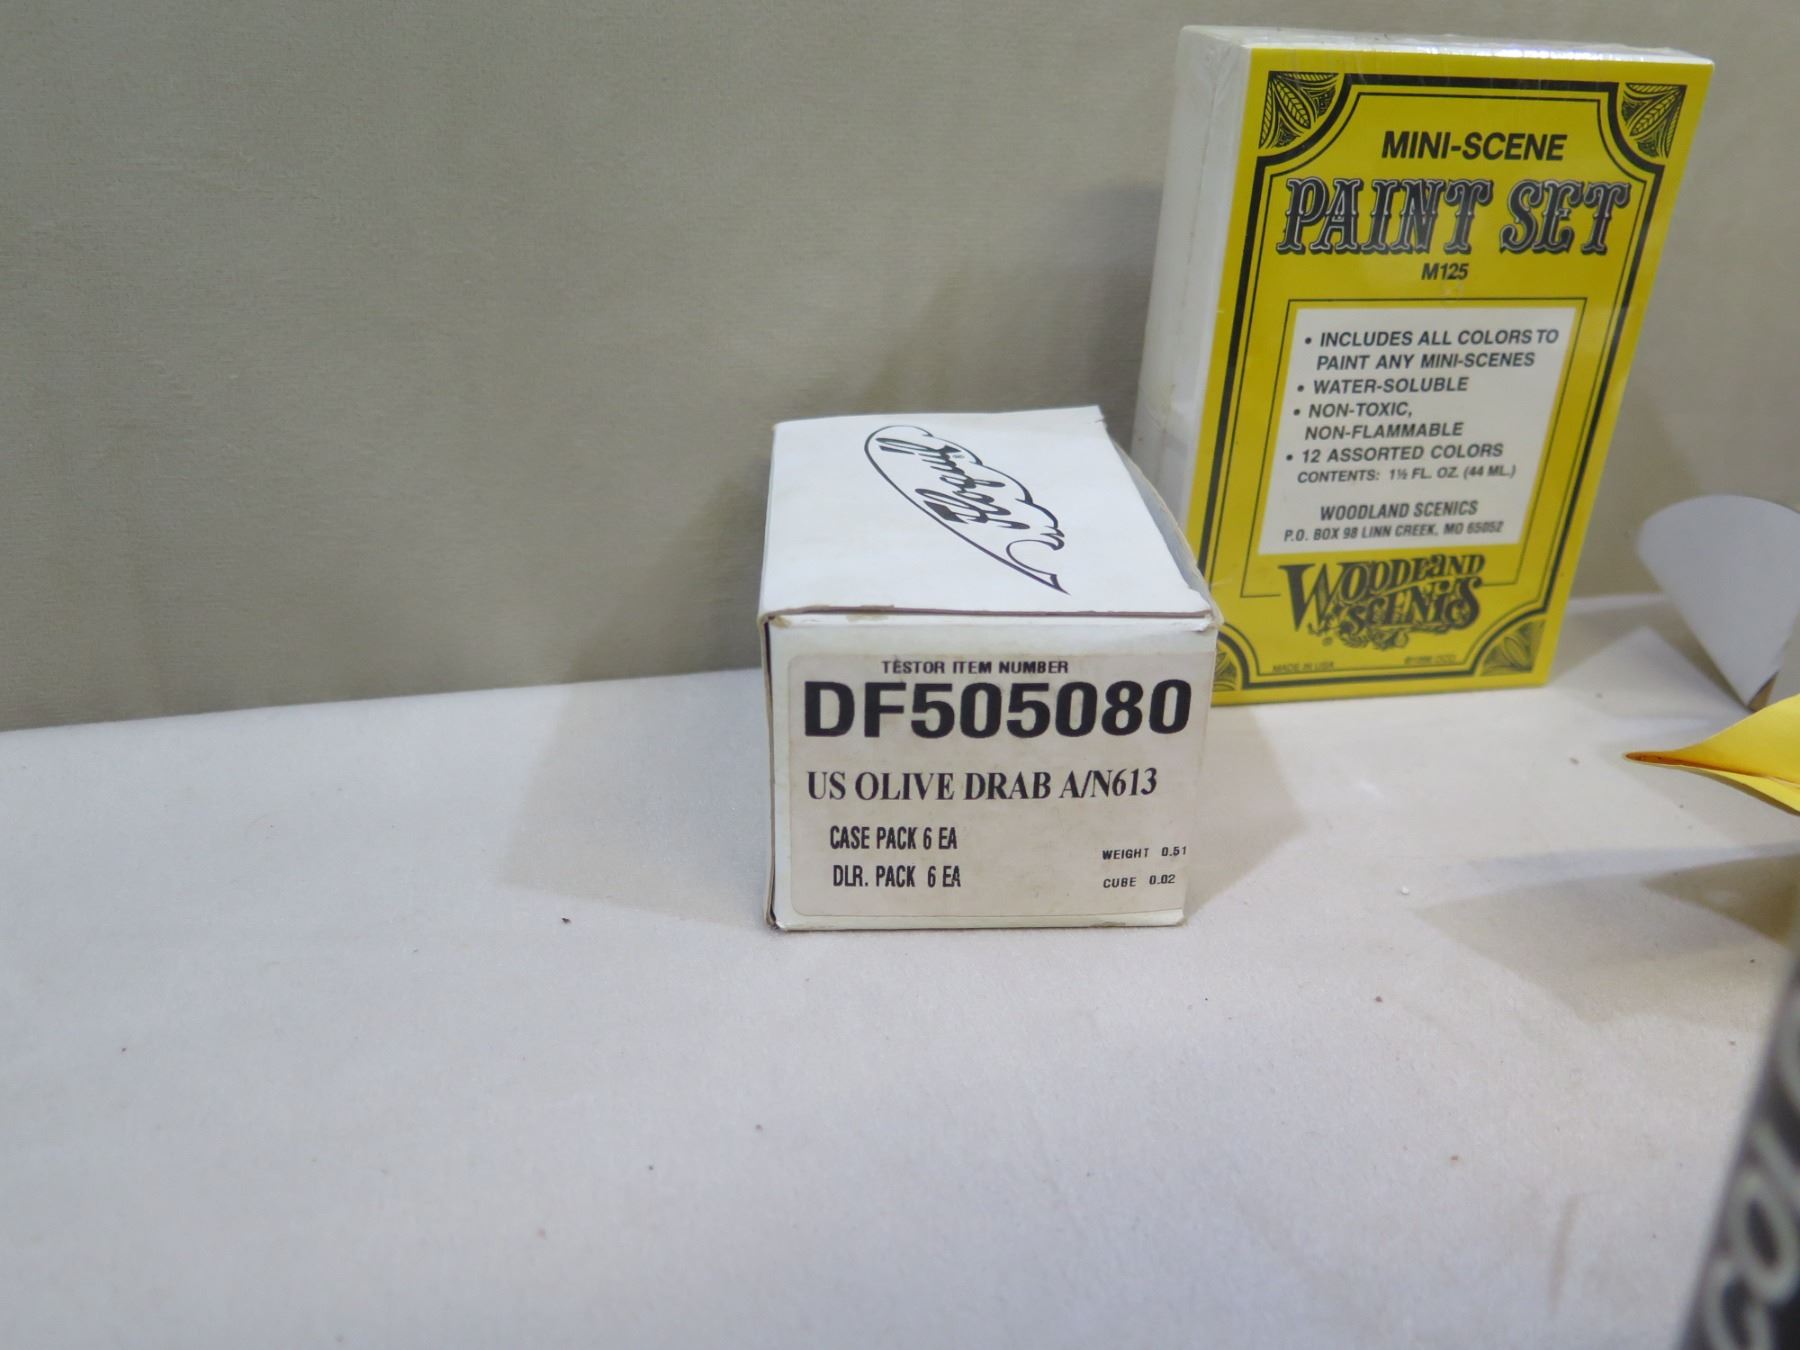 MINI-SCENE
PAINT SET
M125
• INCLUDES ALL COLORS TO
PAINT ANY MINI-SCENES
• WATER-SOLUBLE
• NON-TOXIC,
NON-FLAMMABLE
• 12 ASSORTED COLORS
CONTENTS: 1½ FL. OZ. (44 ML.)
WOODLAND SCENICS
P.O. BOX 98 LINN CREEK, MO 65052
WOODLAND
SCENICS
®
MADE IN USA
Floquil
TESTOR ITEM NUMBER
DF505080
US OLIVE DRAB A/N613
CASE PACK 6 EA
DLR. PACK 6 EA
WEIGHT 0.51
CUBE 0.02